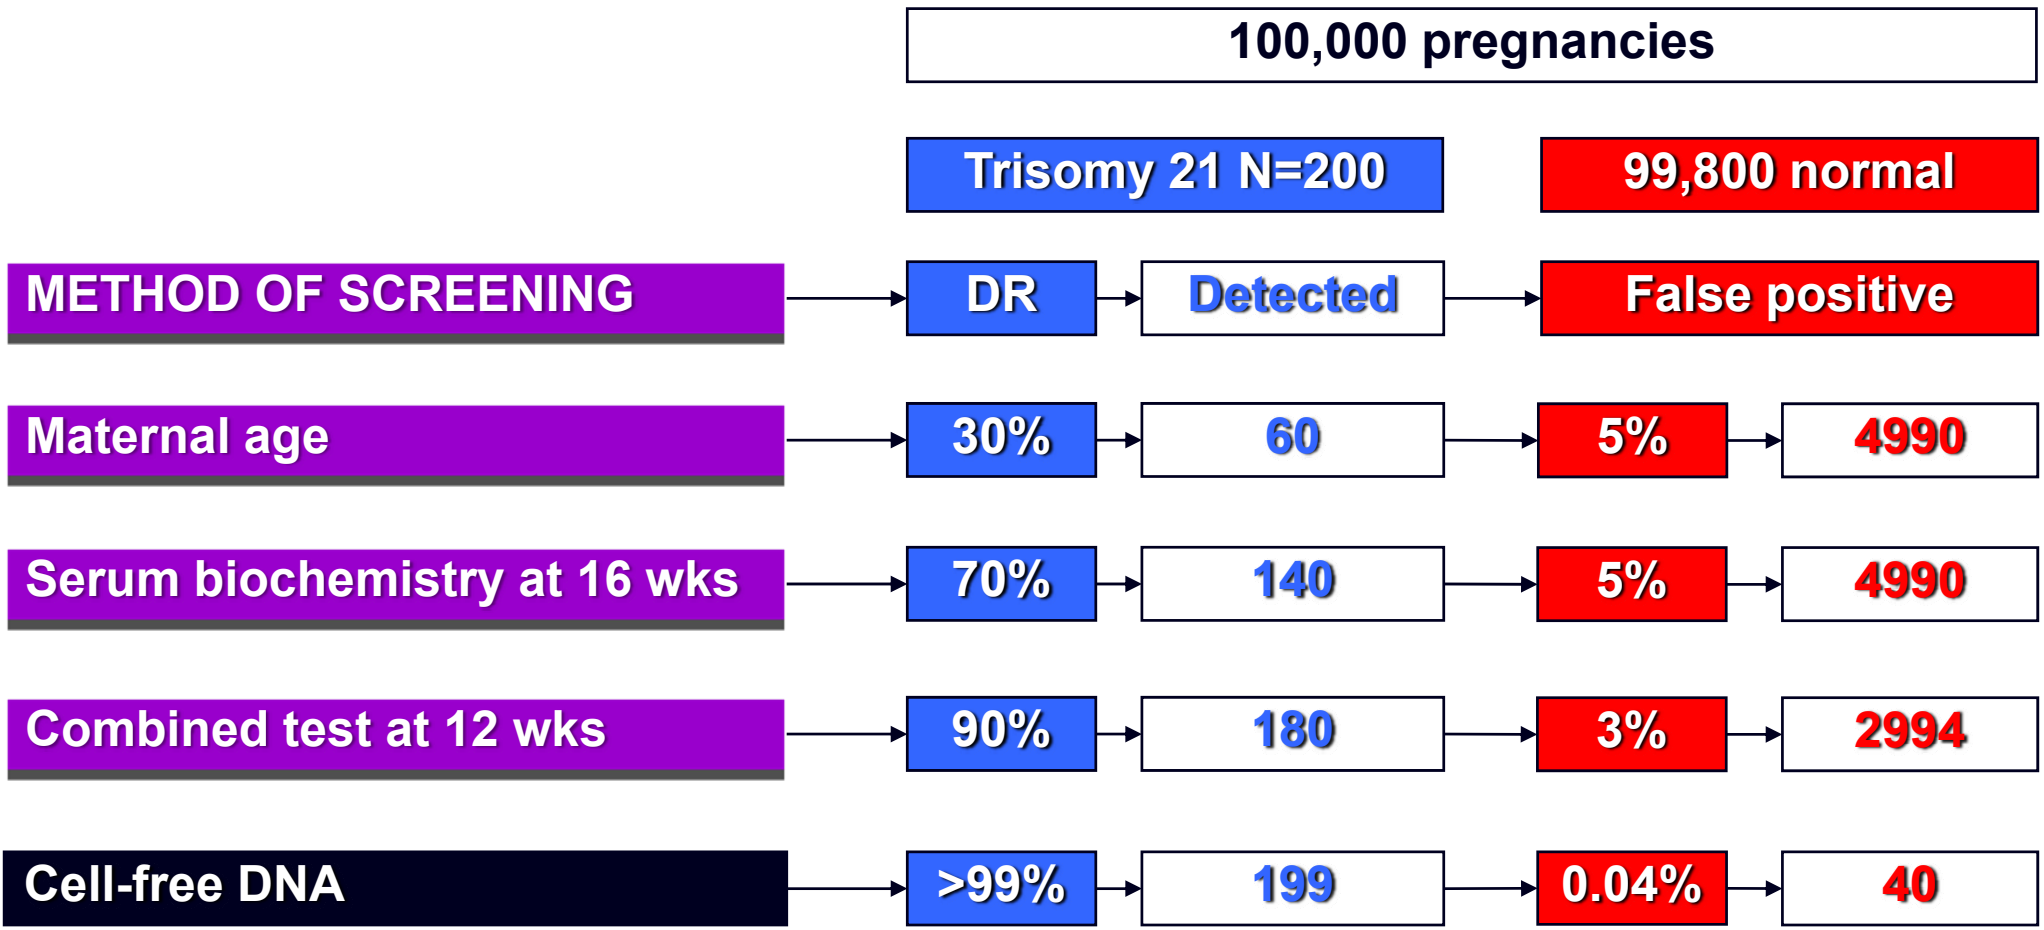 100,000 pregnancies
Trisomy 21 N=200 99,800 normal
METHOD OF SCREENING DR Detected False positive
Maternal age 30% 60 5% 4990
Serum biochemistry at 16 wks 70% 140 5% 4990
Combined test at 12 wks 90% 180 3% 2994
Cell-free DNA >99% 199 0.04% 40